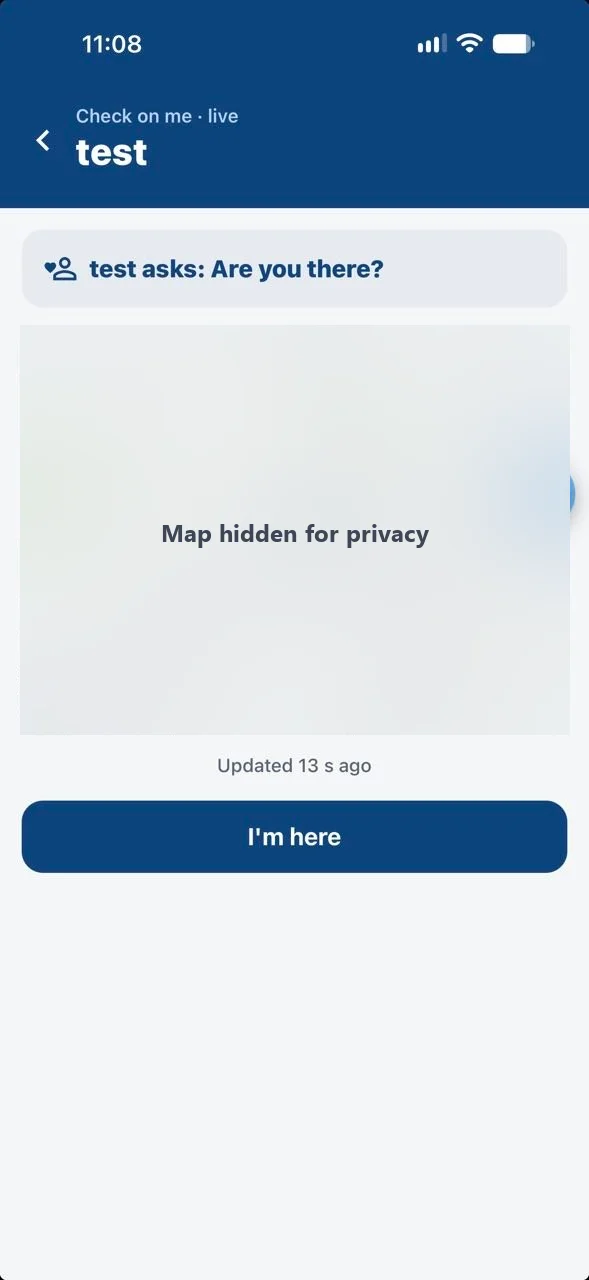 11:08
Check on me · live
test
test asks: Are you there?
Map hidden for privacy
Updated 13 s ago
I'm here